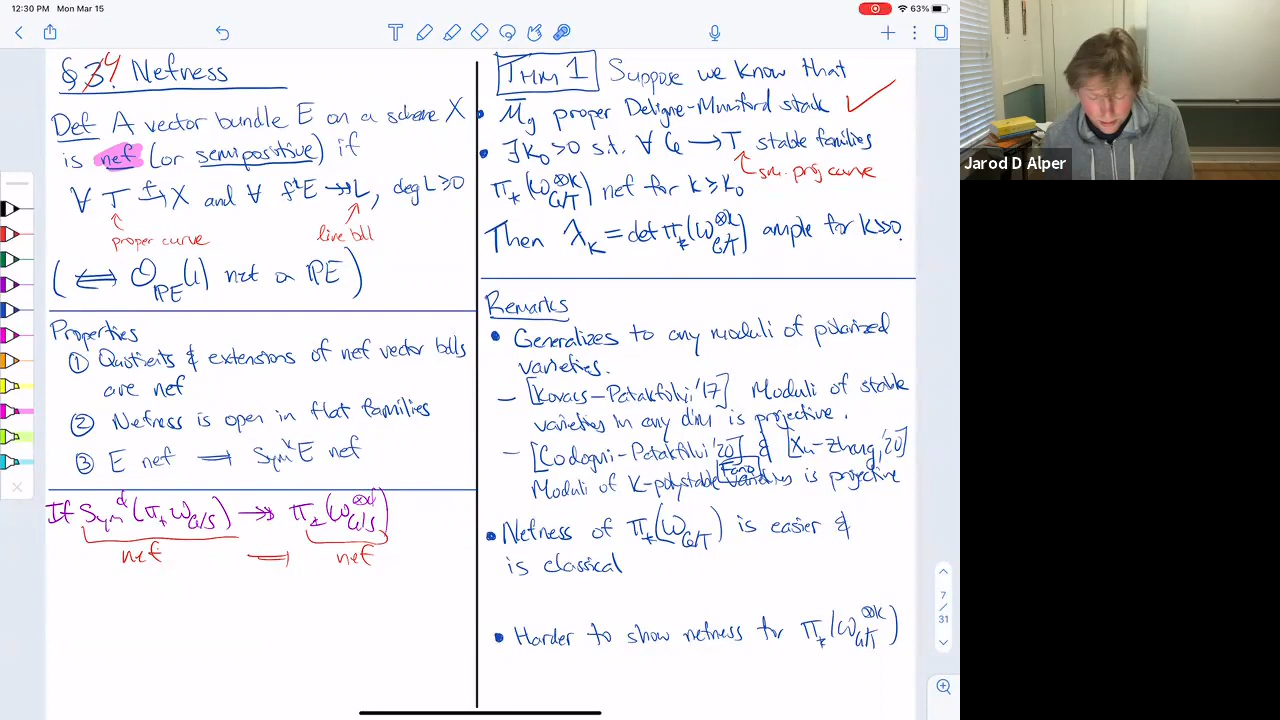 12:30 PM Mon Mar 15
63%
§ 4! Nefness
Def A vector bundle E on a scheme X
is nef (or semipositive) if
∀ T →f X and ∀ f*E ↠ L, deg L ≥ 0
proper curve
line bdl
( ⟺ O_PE(1) nef on PE )
Properties
① Quotients & extensions of nef vector bdls
are nef
② Nefness is open in flat families
③ E nef ⟹ Sym^k E nef
If Sym^d (π_* ω_C/S) ↠ π_* (ω_C/S^⊗d)
nef ⟹ nef
THM 1 Suppose we know that
• M̄g proper Deligne-Mumford stack ✓
• ∃ k₀ > 0 s.t. ∀ C → T stable families
sm. proj curve
π_* (ω_C/T^⊗k) nef for k ≥ k₀
Then λ_k = det π_* (ω_C/T^⊗k) ample for k ≫ 0.
Remarks
• Generalizes to any moduli of polarized
varieties.
– [Kovacs–Patakfalvi '17] Moduli of stable
varieties in any dim is projective.
– [Codogni–Patakfalvi '20] & [Xu–Zhang, '20]
Moduli of K-polystable Fano varieties is projective
• Nefness of π_* (ω_C/T) is easier &
is classical
• Harder to show nefness for π_* (ω_C/T^⊗k)
7
/
31
Jarod D Alper